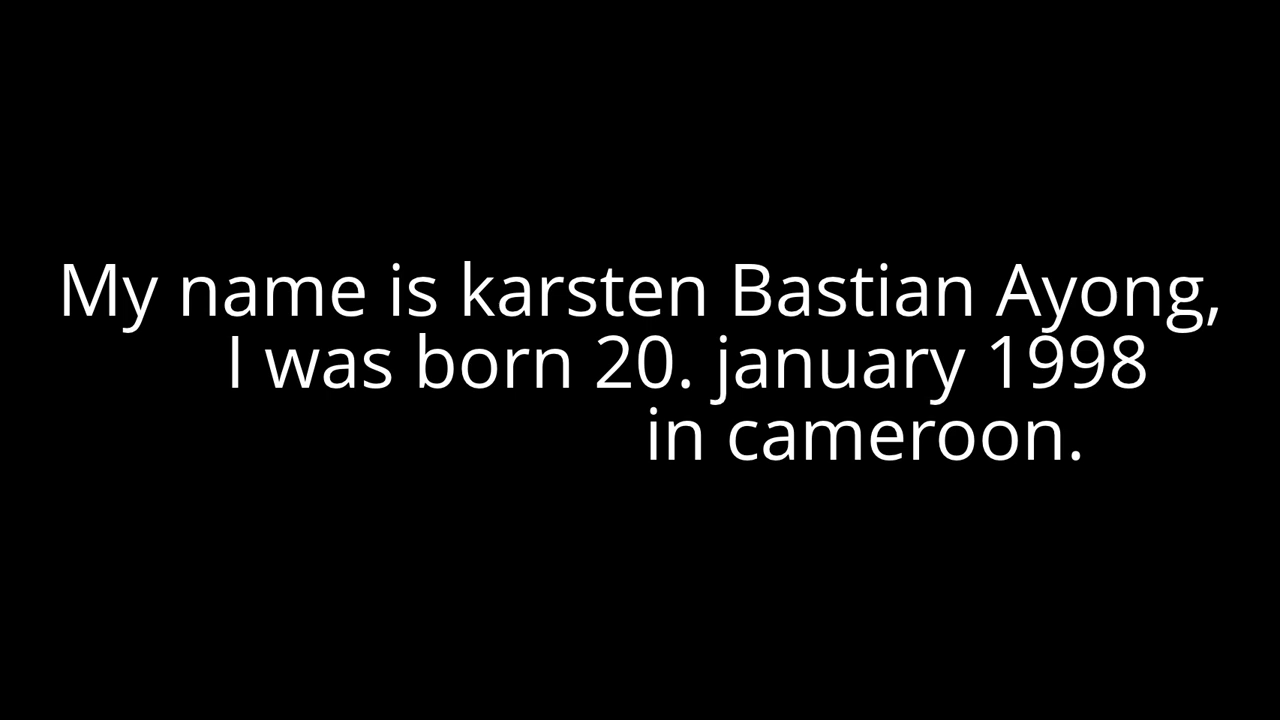 My name is karsten Bastian Ayong,
I was born 20. january 1998
in cameroon.